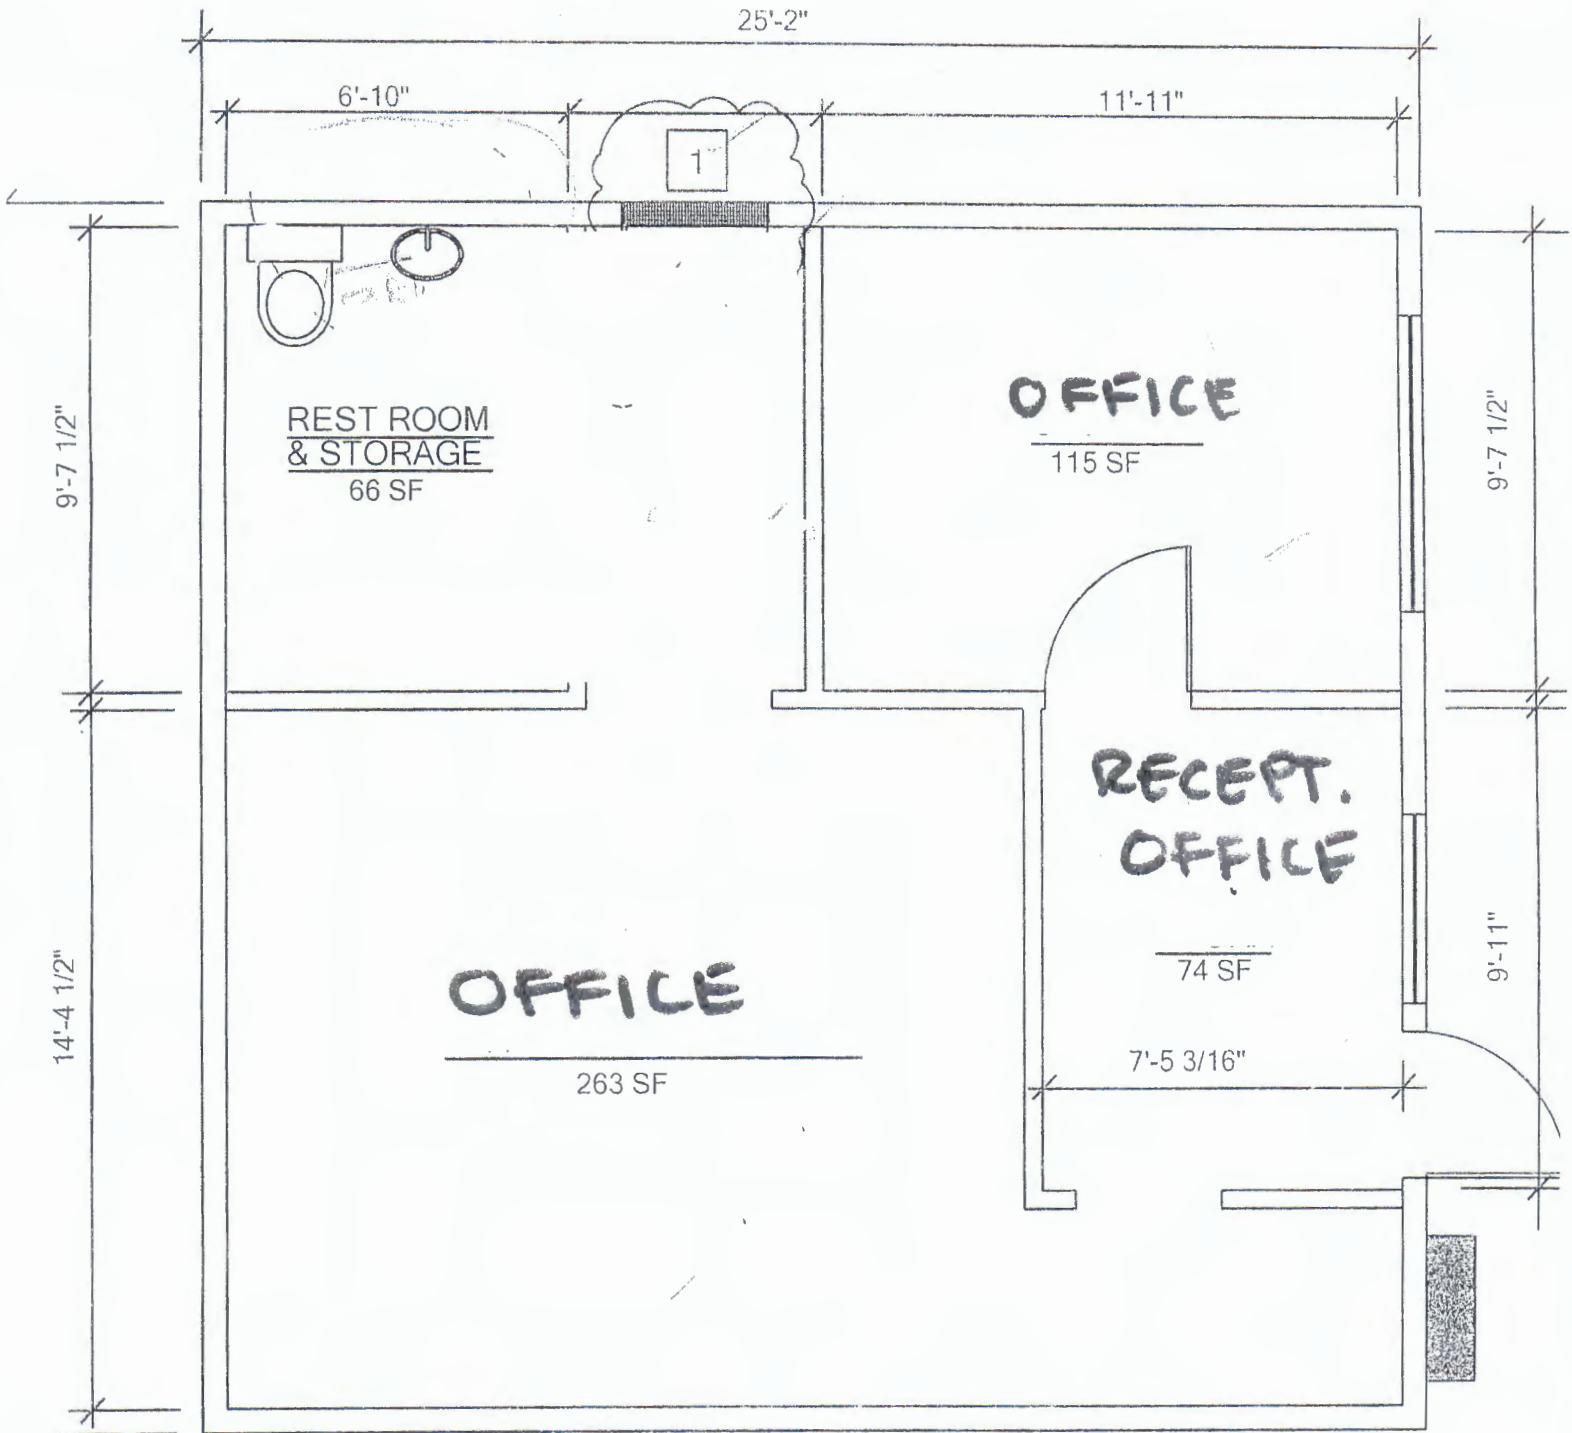 25'-2"
6'-10"
11'-11"
1
REST ROOM
& STORAGE
66 SF
OFFICE
115 SF
9'-7 1/2"
9'-7 1/2"
RECEPT.
OFFICE
74 SF
9'-11"
14'-4 1/2"
OFFICE
263 SF
7'-5 3/16"